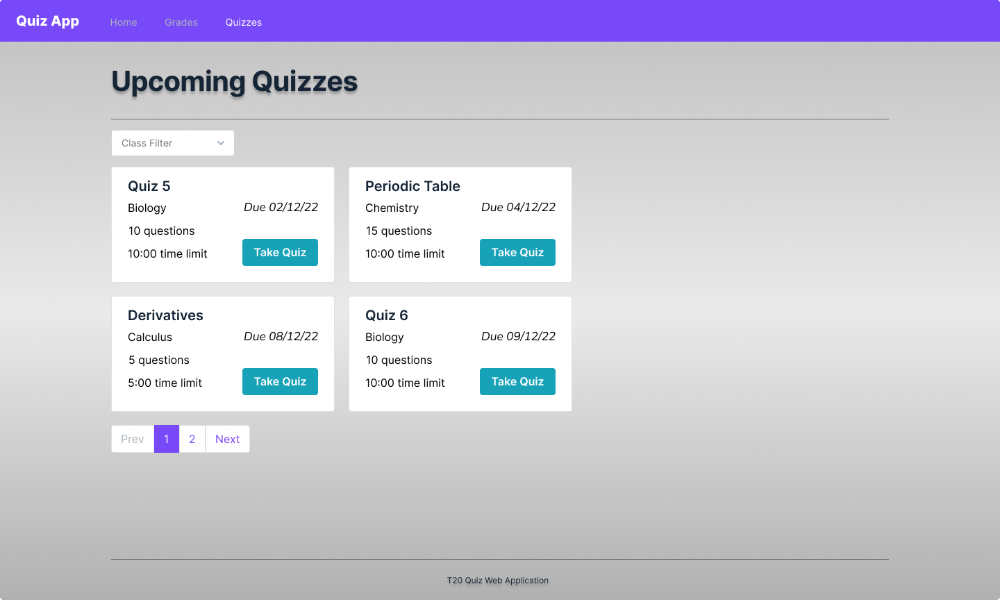 Quiz App Home Grades Quizzes
Upcoming Quizzes
Class Filter
Quiz 5
Biology Due 02/12/22
10 questions
10:00 time limit Take Quiz
Periodic Table
Chemistry Due 04/12/22
15 questions
10:00 time limit Take Quiz
Derivatives
Calculus Due 08/12/22
5 questions
5:00 time limit Take Quiz
Quiz 6
Biology Due 09/12/22
10 questions
10:00 time limit Take Quiz
Prev 1 2 Next
T20 Quiz Web Application